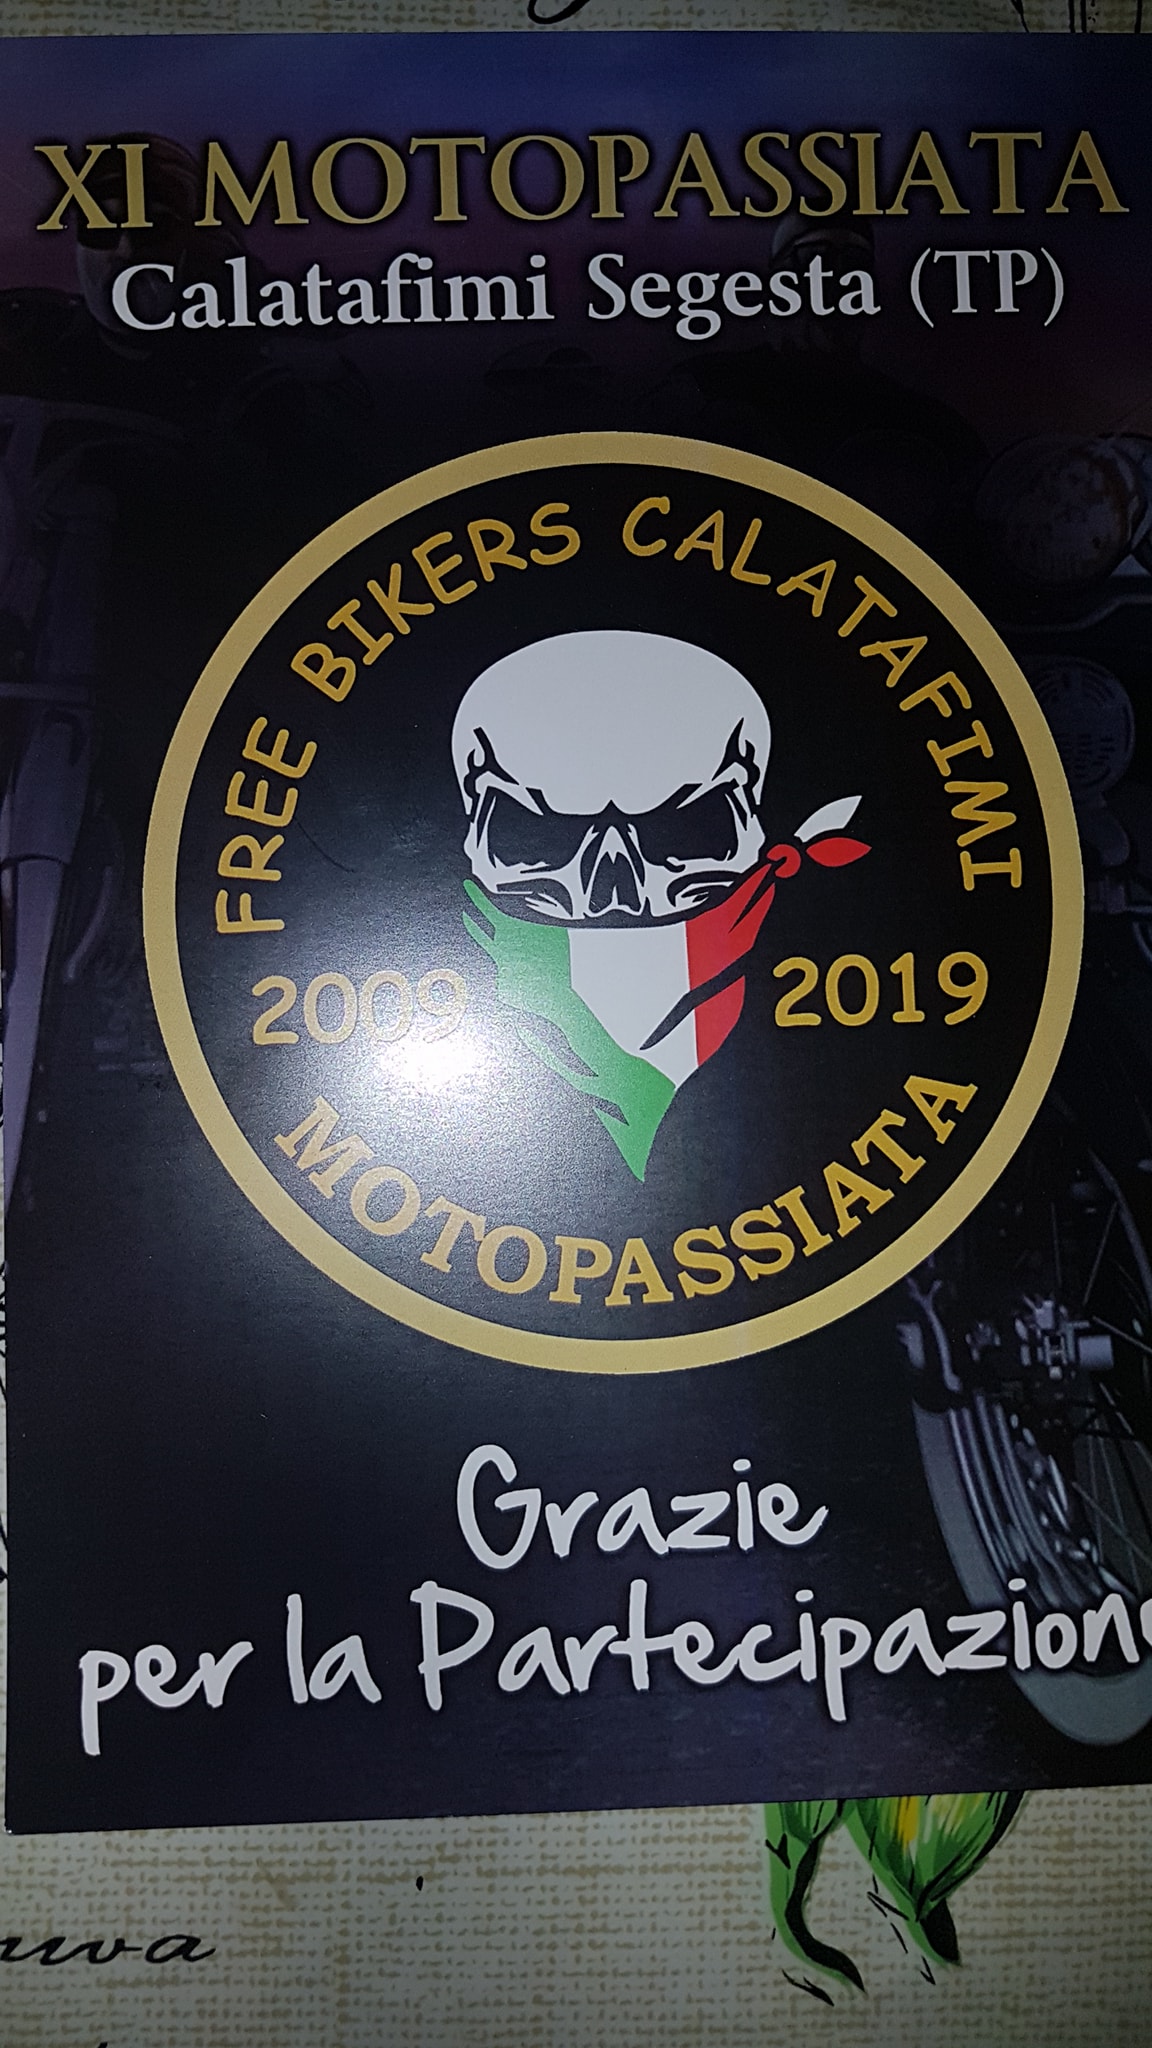 XI MOTOPASSIATA
Calatafimi Segesta (TP)
FREE BIKERS CALATAFIMI
2009 2019
MOTOPASSIATA
Grazie
per la Partecipazione